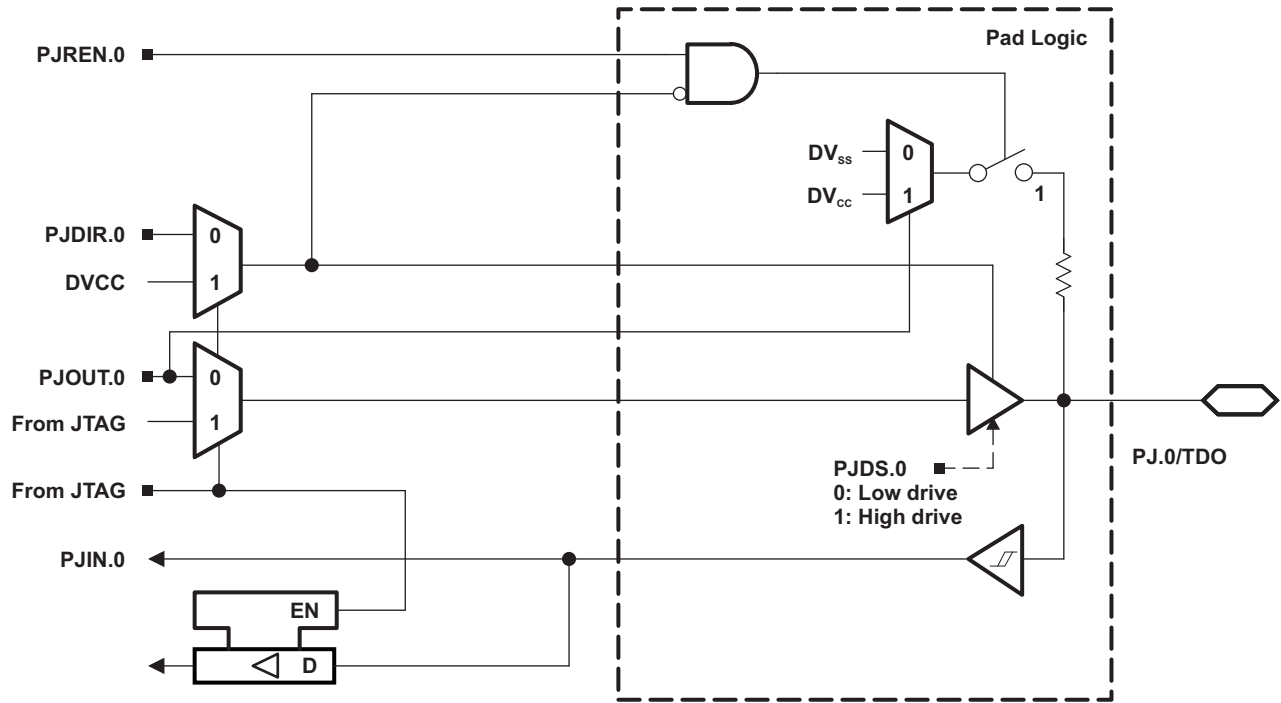 Pad Logic
PJREN.0
DVss
0
DVcc
1
1
PJDIR.0
0
DVCC
1
PJOUT.0
0
From JTAG
1
PJ.0/TDO
PJDS.0
0: Low drive
1: High drive
From JTAG
PJIN.0
EN
D